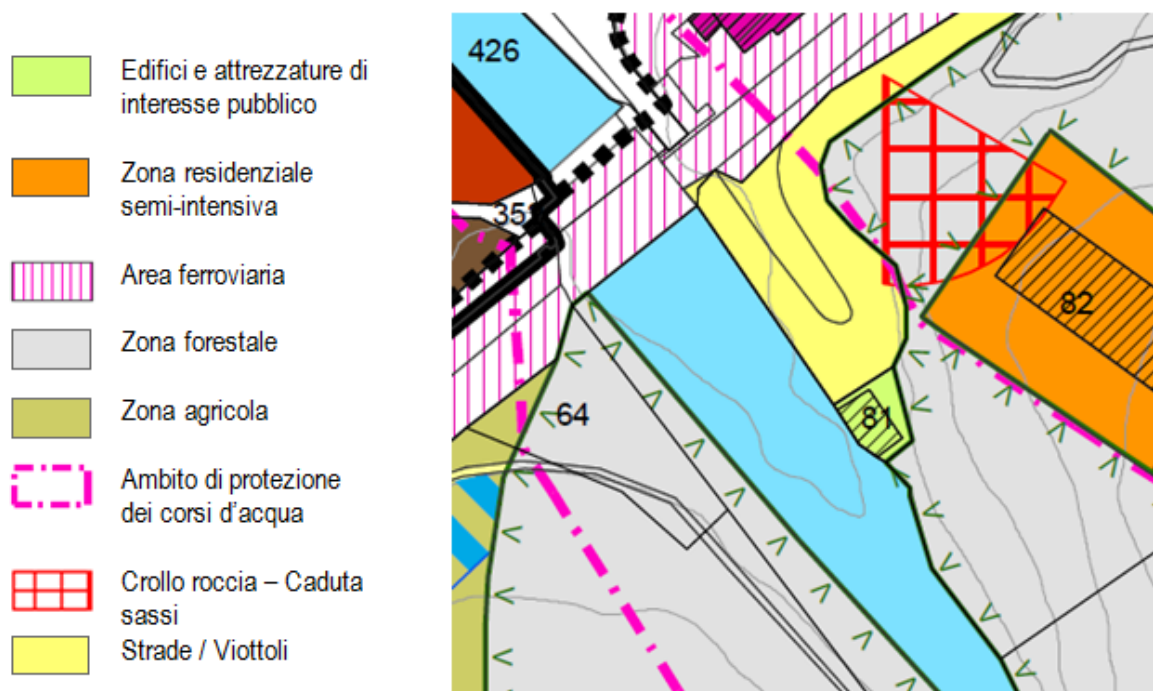 Edifici e attrezzature di
interesse pubblico
Zona residenziale
semi-intensiva
Area ferroviaria
Zona forestale
Zona agricola
Ambito di protezione
dei corsi d’acqua
Crollo roccia – Caduta
sassi
Strade / Viottoli
426
35
82
64
81